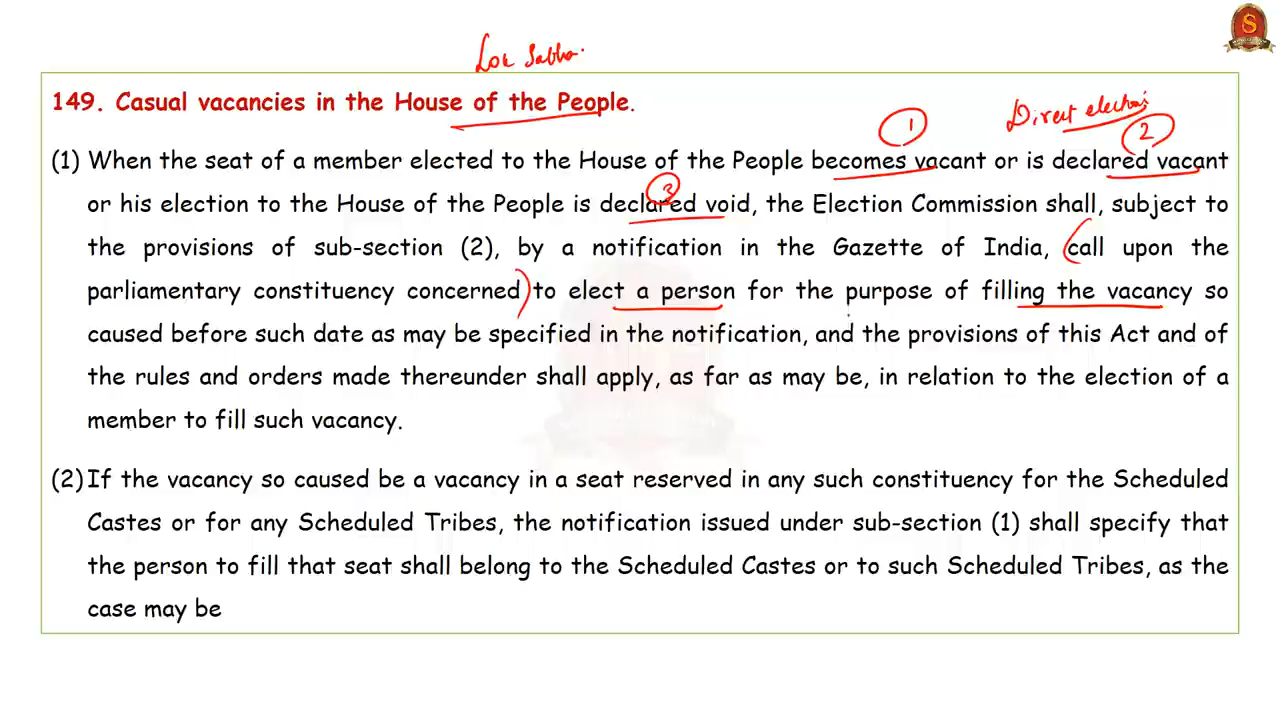 S
Lok Sabha.
149. Casual vacancies in the House of the People.
Direct elections
1
2
(1) When the seat of a member elected to the House of the People becomes vacant or is declared vacant
3
or his election to the House of the People is declared void, the Election Commission shall, subject to
the provisions of sub-section (2), by a notification in the Gazette of India, (call upon the
parliamentary constituency concerned) to elect a person for the purpose of filling the vacancy so
caused before such date as may be specified in the notification, and the provisions of this Act and of
the rules and orders made thereunder shall apply, as far as may be, in relation to the election of a
member to fill such vacancy.
(2) If the vacancy so caused be a vacancy in a seat reserved in any such constituency for the Scheduled
Castes or for any Scheduled Tribes, the notification issued under sub-section (1) shall specify that
the person to fill that seat shall belong to the Scheduled Castes or to such Scheduled Tribes, as the
case may be